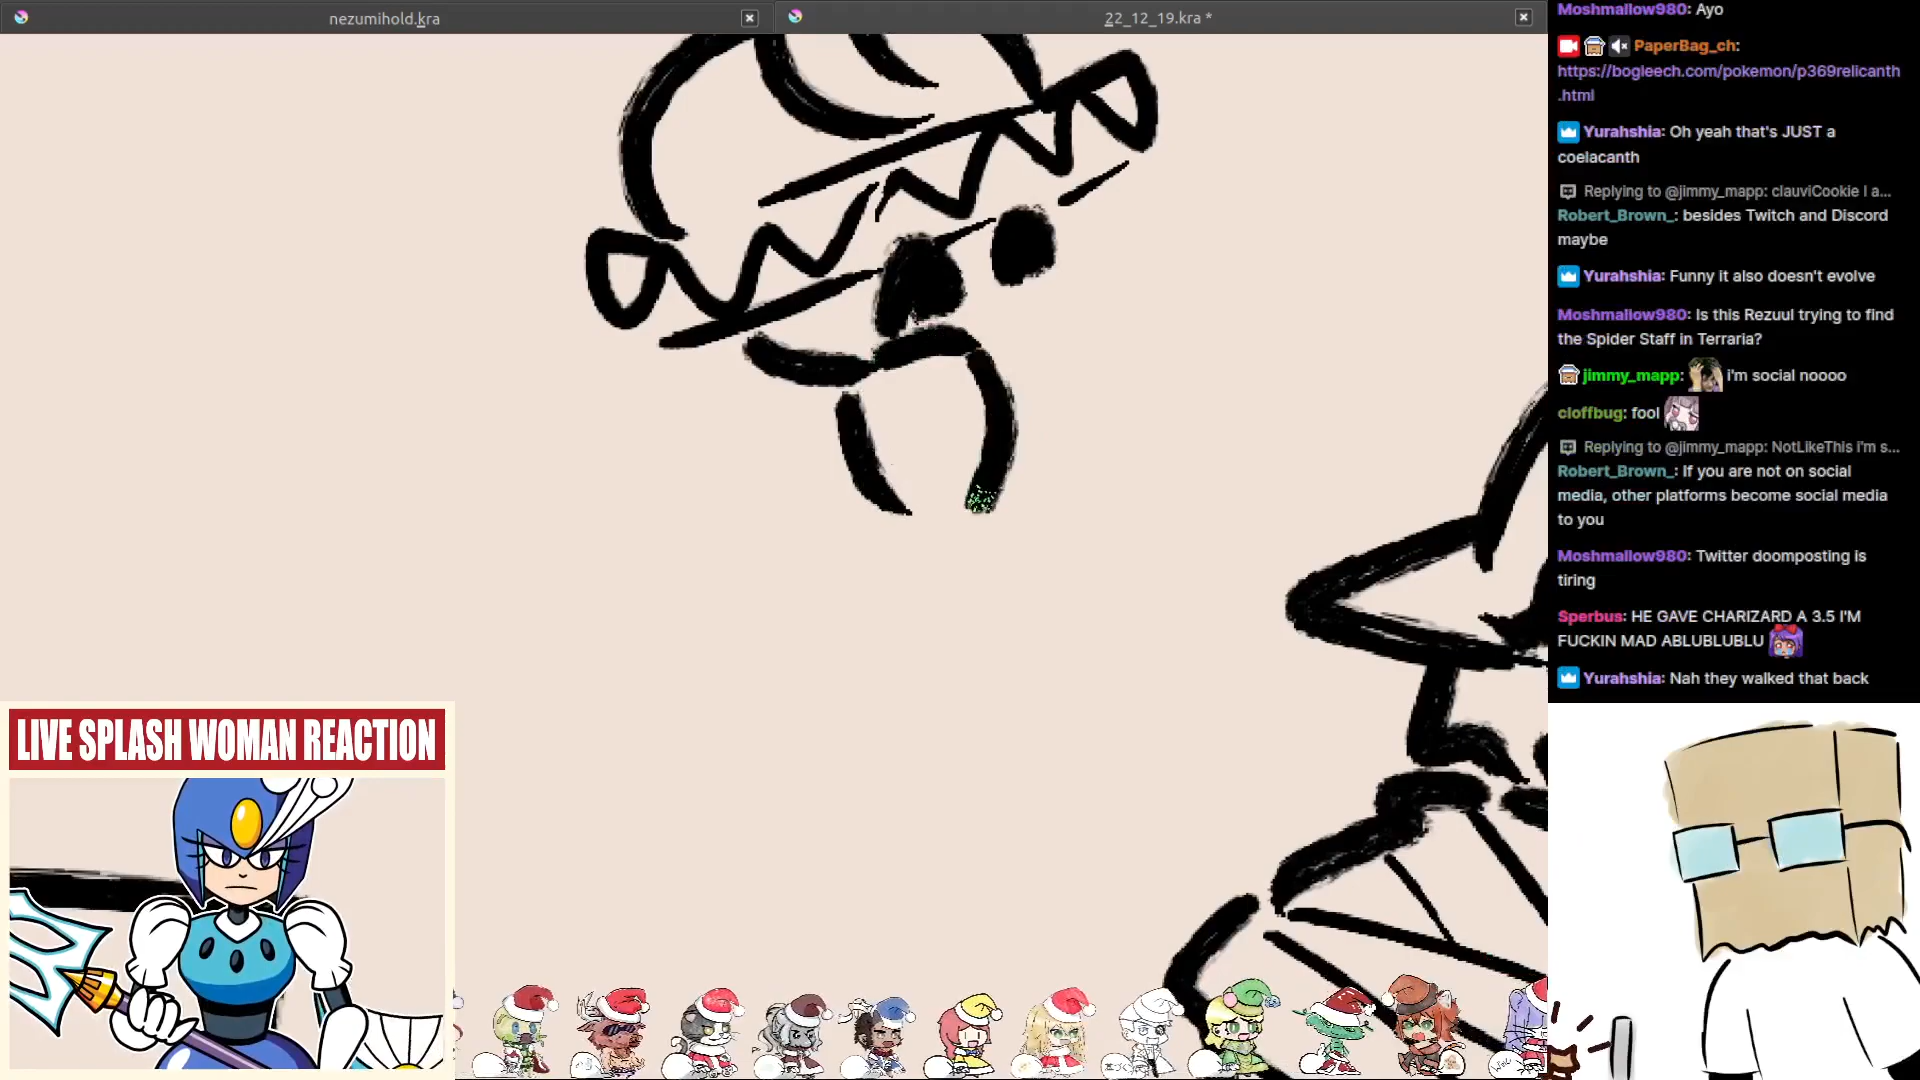 nezumihold.kra
22_12_19.kra *
Moshmallow980: Ayo
PaperBag_ch:
https://bogleech.com/pokemon/p369relicanth
.html
Yurahshia: Oh yeah that's JUST a
coelacanth
Replying to @jimmy_mapp: clauviCookie I a...
Robert_Brown_: besides Twitch and Discord
maybe
Yurahshia: Funny it also doesn't evolve
Moshmallow980: Is this Rezuul trying to find
the Spider Staff in Terraria?
jimmy_mapp: i'm social noooo
cloffbug: fool
Replying to @jimmy_mapp: NotLikeThis i'm s...
Robert_Brown_: If you are not on social
media, other platforms become social media
to you
Moshmallow980: Twitter doomposting is
tiring
Sperbus: HE GAVE CHARIZARD A 3.5 I'M
FUCKIN MAD ABLUBLUBLU
Yurahshia: Nah they walked that back
LIVE SPLASH WOMAN REACTION